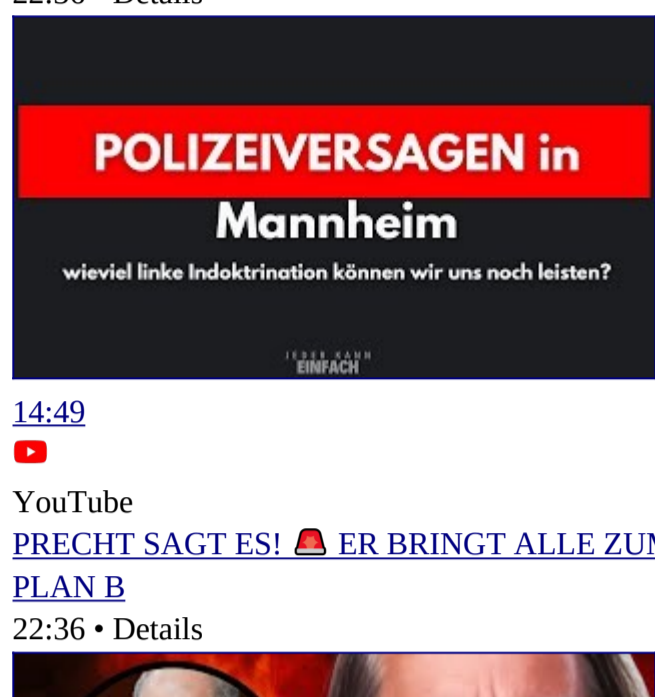 22:36 • Details
POLIZEIVERSAGEN in
Mannheim
wieviel linke Indoktrination können wir uns noch leisten?
JEDER KANN
EINFACH
14:49
YouTube
PRECHT SAGT ES! 🚨 ER BRINGT ALLE
PLAN B
22:36 • Details